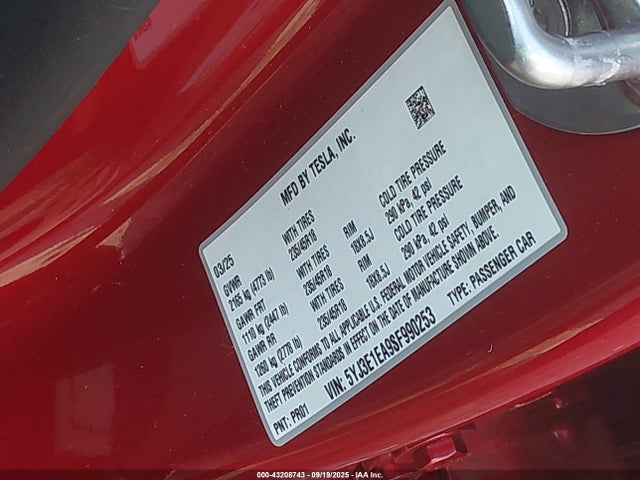 MFD BY TESLA, INC.
03/25
GVWR
2165 kg (4773 lb)
GAWR FRT WITH TIRES RIM COLD TIRE PRESSURE
1110 kg (2447 lb) 235/45R18 18X8.5J 290 kPa, 42 psi
GAWR RR WITH TIRES RIM COLD TIRE PRESSURE
1260 kg (2778 lb) 235/45R18 18X8.5J 290 kPa, 42 psi
THIS VEHICLE CONFORMS TO ALL APPLICABLE U.S. FEDERAL MOTOR VEHICLE SAFETY, BUMPER, AND
THEFT PREVENTION STANDARDS IN EFFECT ON THE DATE OF MANUFACTURE SHOWN ABOVE.
VIN: 5YJ3E1EA9SF990253 TYPE: PASSENGER CAR
PNT: PR01
000-43208743 - 09/19/2025 - IAA Inc.